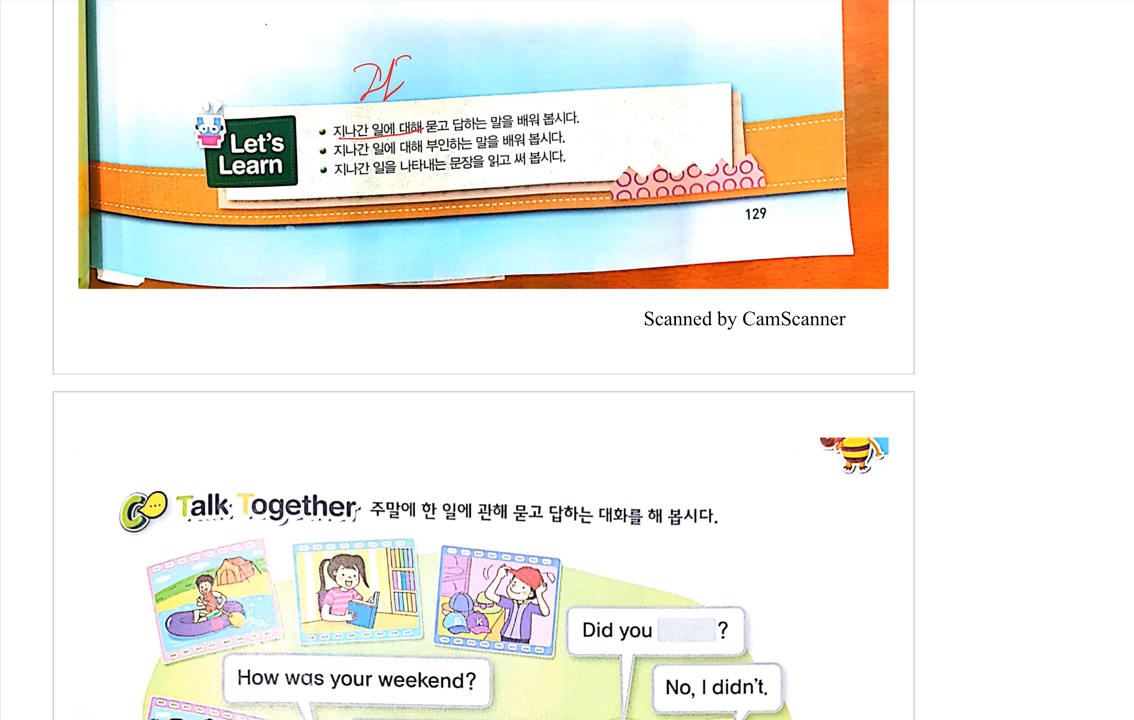 Let's
Learn
지나간 일에 대해 묻고 답하는 말을 배워 봅시다.
지나간 일에 대해 부인하는 말을 배워 봅시다.
지나간 일을 나타내는 문장을 읽고 써 봅시다.
129
Scanned by CamScanner
C Talk Together 주말에 한 일에 관해 묻고 답하는 대화를 해 봅시다.
Did you ?
How was your weekend?
No, I didn't.